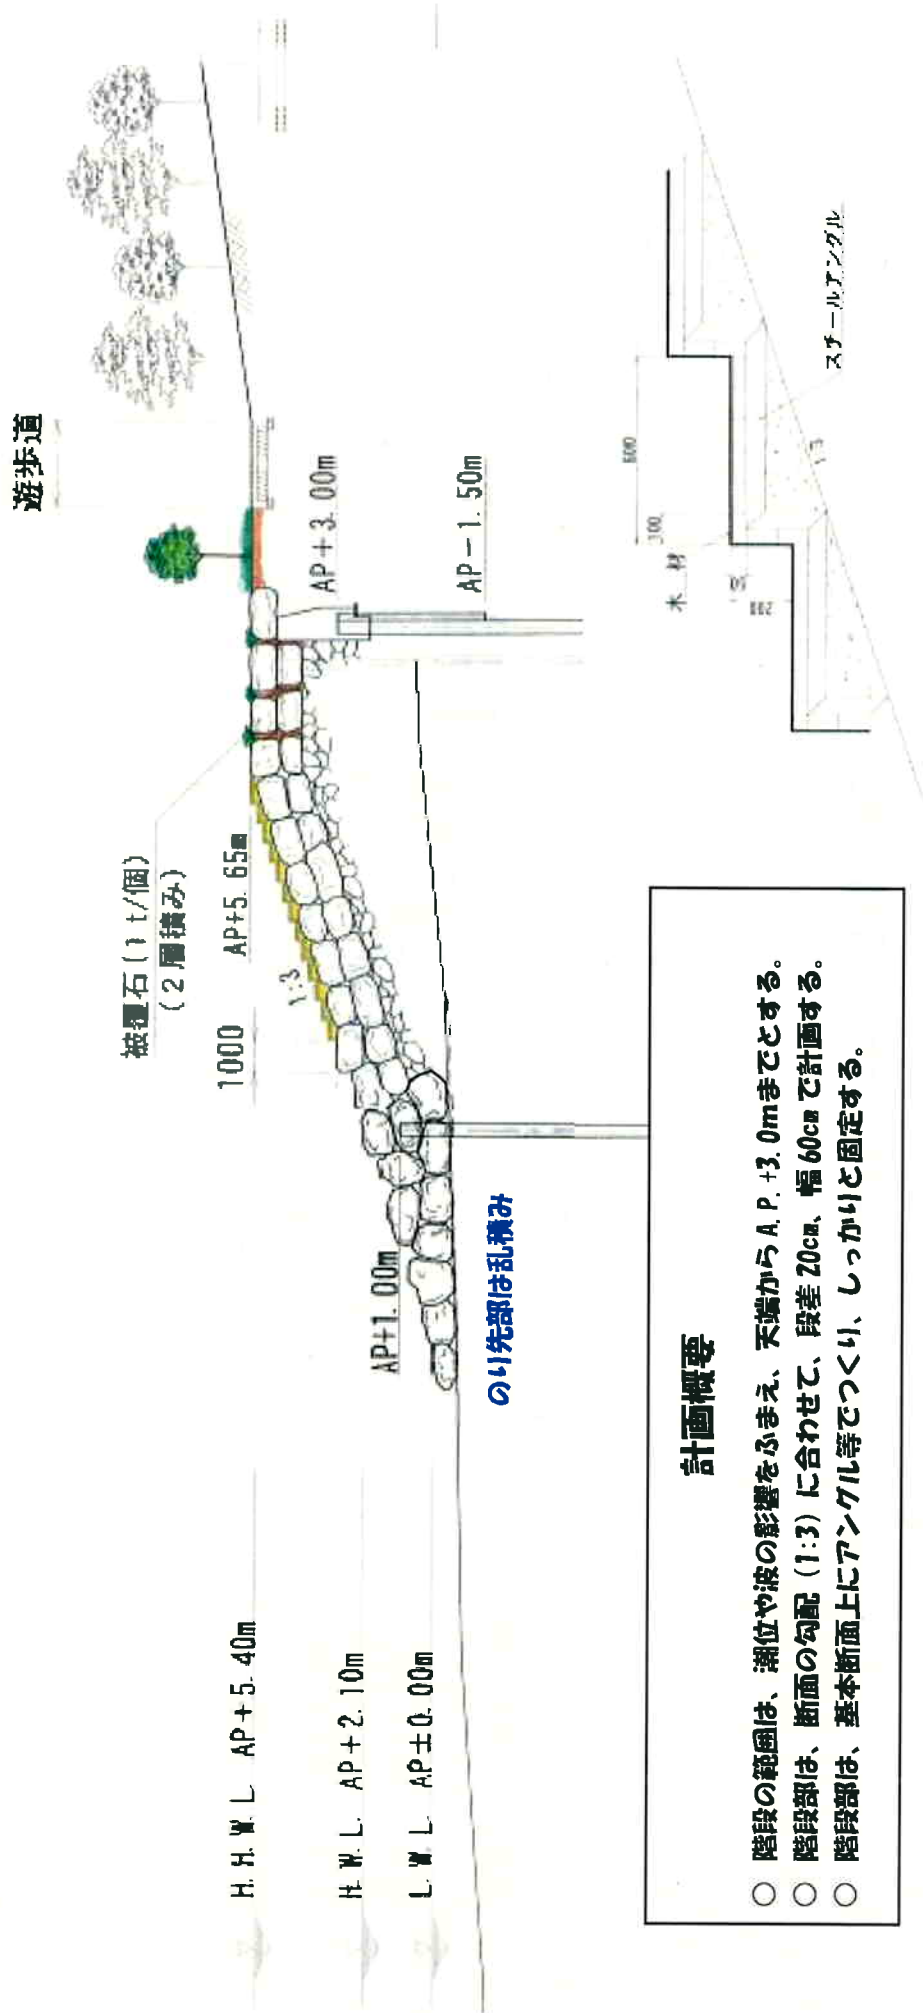 遊歩道
被覆石(1t/個)
(2層積み)
1000
AP+5.65m
1:3
AP+3.00m
AP-1.50m
AP+1.00m
のり先部は乱積み
H.H.W.L AP+5.40m
H.W.L. AP+2.10m
L.W.L. AP±0.00m
600
300
木材
200
1:3
スチールアングル
計画概要
○ 階段の範囲は、潮位や波の影響をふまえ、天端からA.P.+3.0mまでとする。
○ 階段部は、断面の勾配(1:3)に合わせて、段差20cm、幅60cmで計画する。
○ 階段部は、基本断面上にアングル等でつくり、しっかりと固定する。